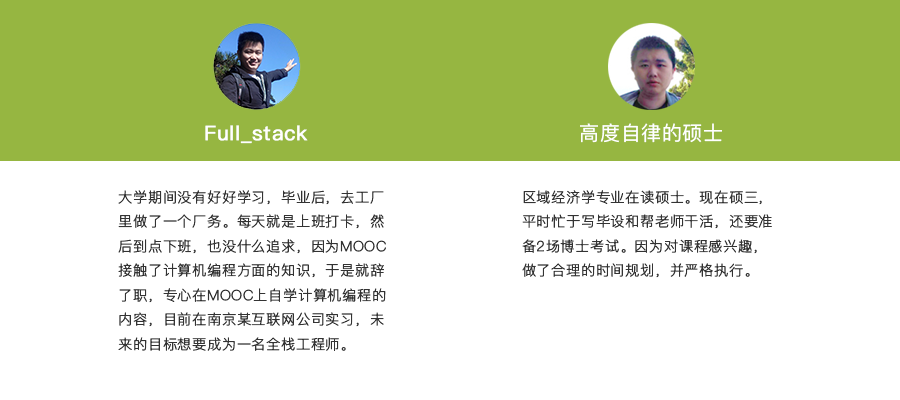 Full_stack
高度自律的硕士
大学期间没有好好学习，毕业后，去工厂
里做了一个厂务。每天就是上班打卡，然
后到点下班，也没什么追求，因为MOOC
接触了计算机编程方面的知识，于是就辞
了职，专心在MOOC上自学计算机编程的
内容，目前在南京某互联网公司实习，未
来的目标想要成为一名全栈工程师。
区域经济学专业在读硕士。现在硕三，
平时忙于写毕设和帮老师干活，还要准
备2场博士考试。因为对课程感兴趣，
做了合理的时间规划，并严格执行。